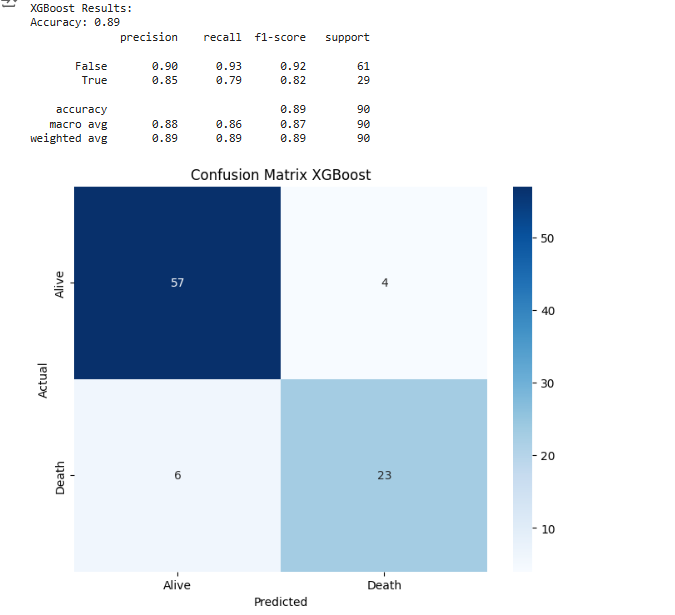 XGBoost Results:
Accuracy: 0.89
precision recall f1-score support
False 0.90 0.93 0.92 61
True 0.85 0.79 0.82 29
accuracy 0.89 90
macro avg 0.88 0.86 0.87 90
weighted avg 0.89 0.89 0.89 90
Confusion Matrix XGBoost
Alive
57
4
50
40
Actual
30
Death
6
23
20
10
Alive
Death
Predicted